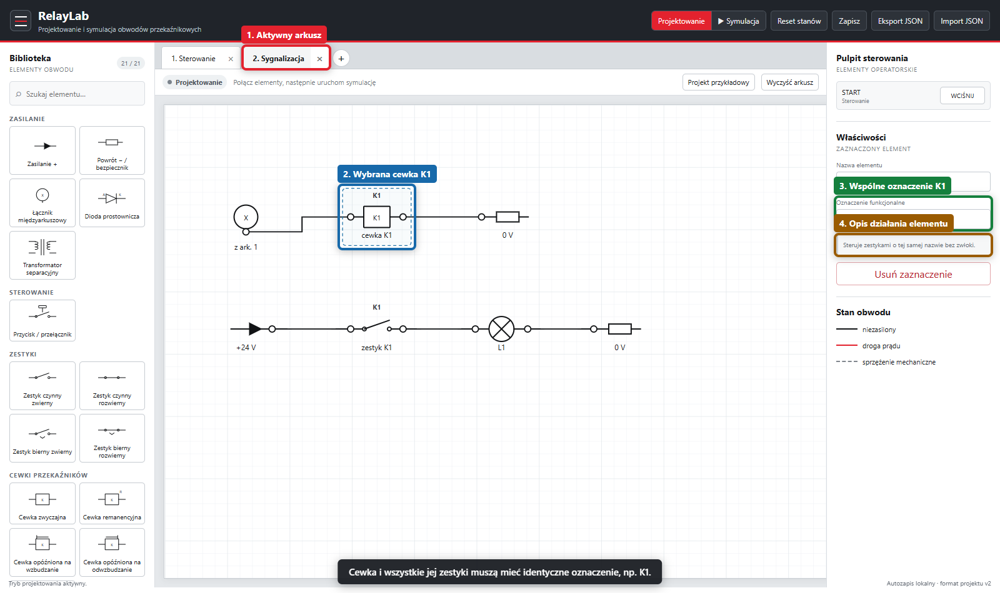 RelayLab
Projektowanie i symulacja obwodów przekaźnikowych
Projektowanie
▶ Symulacja
Reset stanów
Zapisz
Eksport JSON
Import JSON
1. Aktywny arkusz
1. Sterowanie ×
2. Sygnalizacja ×
+
Projektowanie
Połącz elementy, następnie uruchom symulację
Projekt przykładowy
Wyczyść arkusz
Biblioteka
ELEMENTY OBWODU
21 / 21
Szukaj elementu...
ZASILANIE
Zasilanie +
Powrót – /
bezpiecznik
X
Łącznik
międzyarkuszowy
A K
Dioda prostownicza
Transformator
separacyjny
STEROWANIE
Przycisk / przełącznik
ZESTYKI
Zestyk czynny
zwierny
Zestyk czynny
rozwierny
Zestyk bierny zwierny
Zestyk bierny
rozwierny
CEWKI PRZEKAŹNIKÓW
K
Cewka zwyczajna
K
R
Cewka remanencyjna
K
Cewka opóźniona na
wzbudzanie
K
Cewka opóźniona na
odwzbudzanie
Tryb projektowania aktywny.
2. Wybrana cewka K1
K1
X
K1
z ark. 1
cewka K1
0 V
K1
+24 V
zestyk K1
L1
0 V
Cewka i wszystkie jej zestyki muszą mieć identyczne oznaczenie, np. K1.
Pulpit sterowania
ELEMENTY OPERATORSKIE
START
Sterowanie
WCIŚNIJ
Właściwości
ZAZNACZONY ELEMENT
Nazwa elementu
3. Wspólne oznaczenie K1
Oznaczenie funkcjonalne
4. Opis działania elementu
Steruje zestykami o tej samej nazwie bez zwłoki.
Usuń zaznaczenie
Stan obwodu
niezasilony
droga prądu
sprzężenie mechaniczne
Autozapis lokalny · format projektu v2